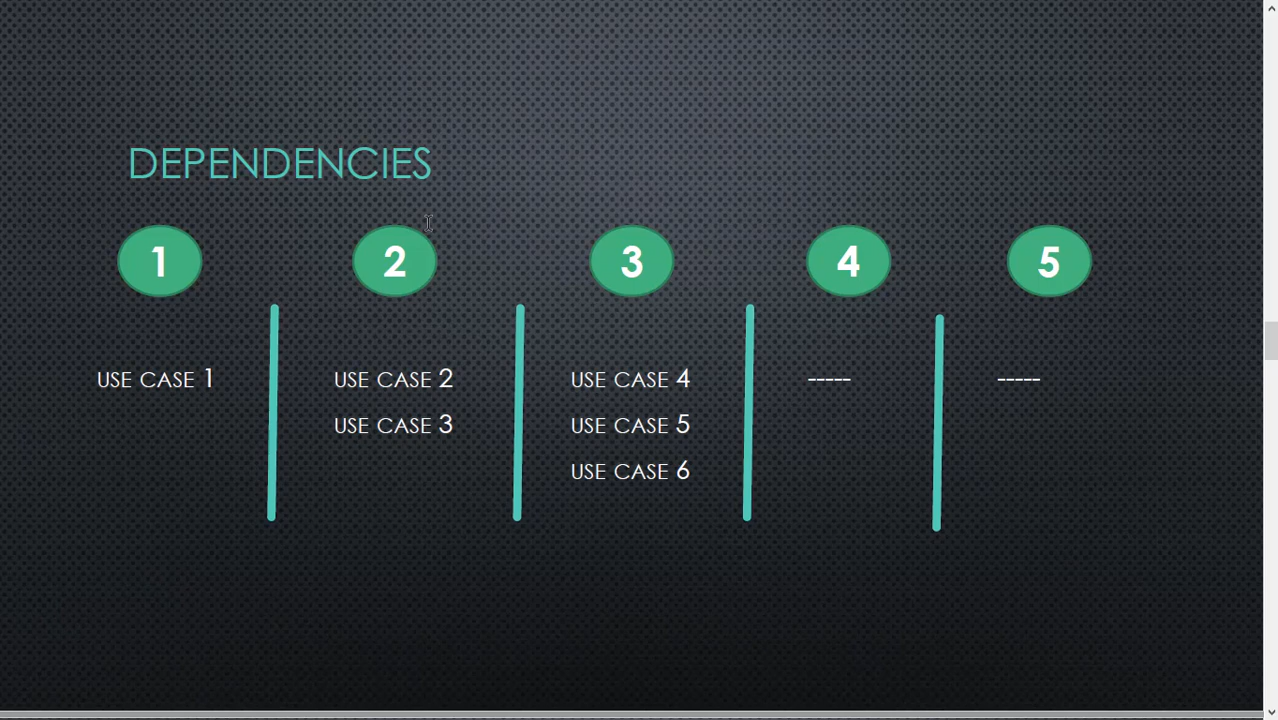 DEPENDENCIES
1
2
3
4
5
USE CASE 1
USE CASE 2
USE CASE 3
USE CASE 4
USE CASE 5
USE CASE 6
-----
-----